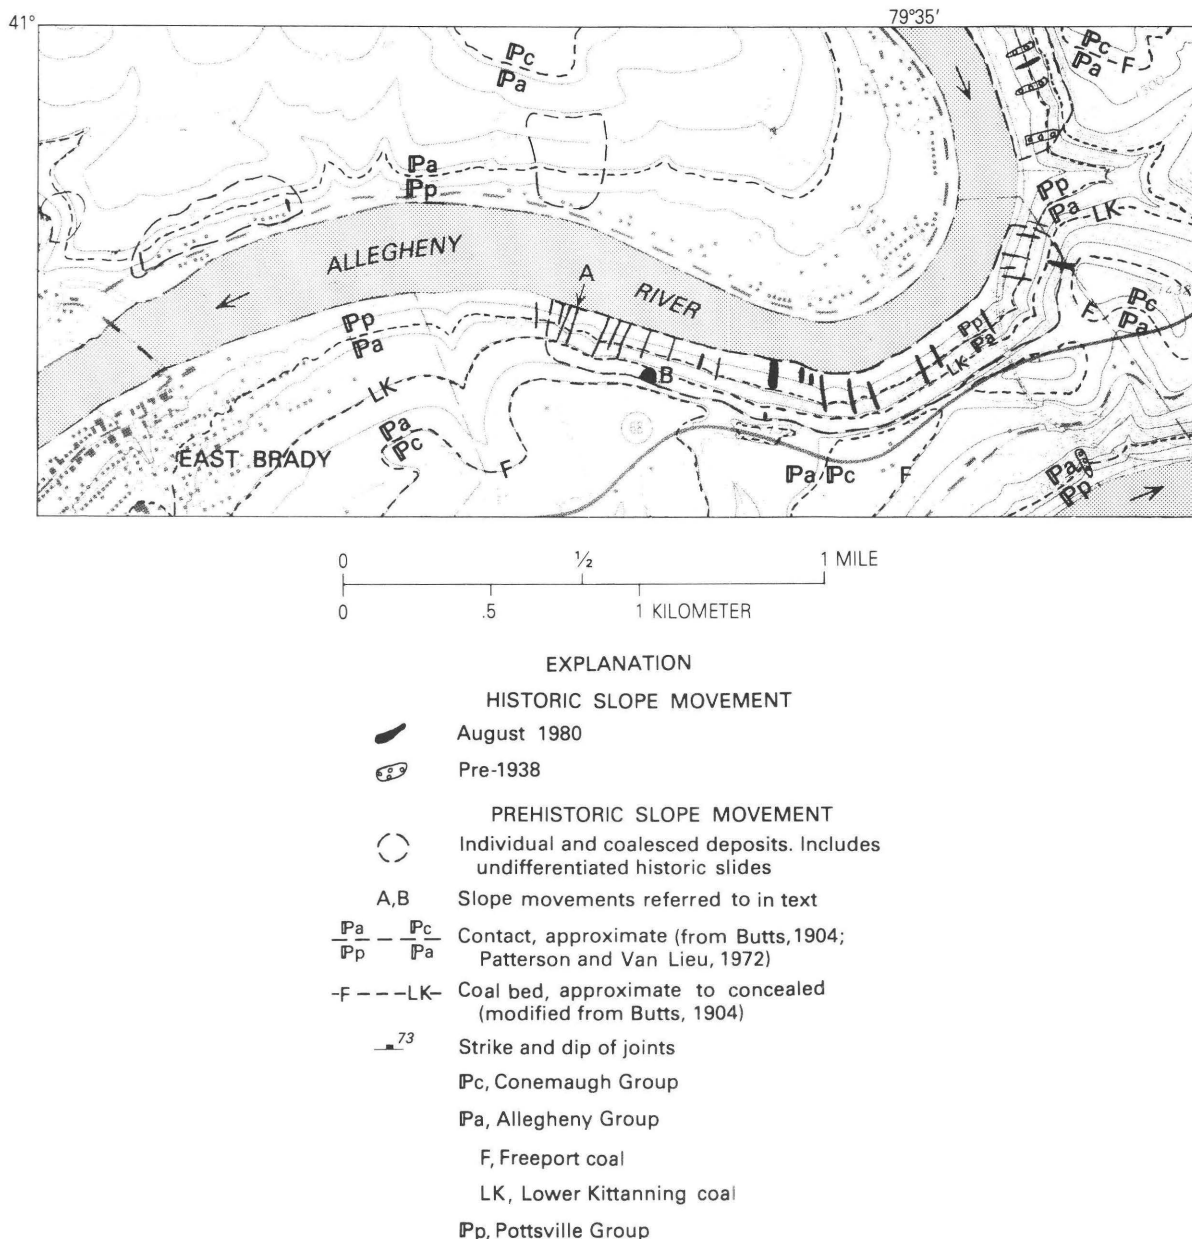 41°
79°35′
ℙc
ℙa
ℙc
ℙa
-F
1300
ℙa
ℙp
ℙp
ℙa
LK
ALLEGHENY
RIVER
A
ℙp
ℙa
LK
B
ℙp
ℙa
-LK-
F
ℙc
ℙa
68
EAST BRADY
ℙa
ℙc
F
ℙa ℙc
F
ℙa
ℙp
0 ½ 1 MILE
0 .5 1 KILOMETER
EXPLANATION
HISTORIC SLOPE MOVEMENT
August 1980
Pre-1938
PREHISTORIC SLOPE MOVEMENT
Individual and coalesced deposits. Includes
undifferentiated historic slides
A,B Slope movements referred to in text
ℙa ℙc Contact, approximate (from Butts, 1904;
ℙp ℙa Patterson and Van Lieu, 1972)
-F----LK- Coal bed, approximate to concealed
(modified from Butts, 1904)
73 Strike and dip of joints
ℙc, Conemaugh Group
ℙa, Allegheny Group
F, Freeport coal
LK, Lower Kittanning coal
ℙp, Pottsville Group